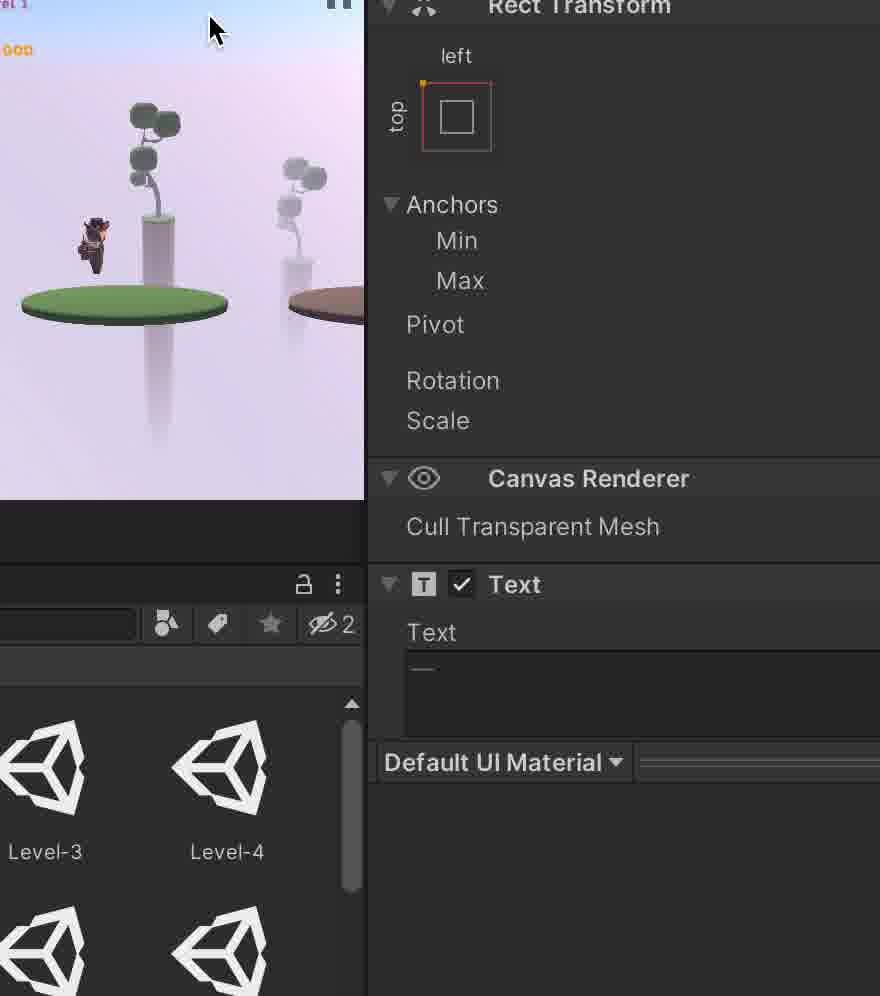 Rect Transform
left
top
Anchors
Min
Max
Pivot
Rotation
Scale
Canvas Renderer
Cull Transparent Mesh
T
Text
Text
—
Default UI Material
2
Level-3
Level-4